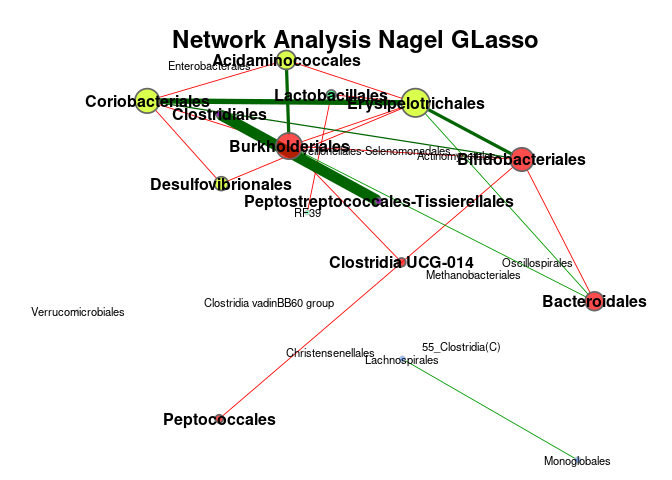 Network Analysis Nagel GLasso
Acidaminococcales
Enterobacterales
Lactobacillales
Coriobacteriales
Erysipelotrichales
Clostridiales
Burkholderiales
Veillonellales-Selenomonadales
Bifidobacteriales
Desulfovibrionales
Peptostreptococcales-Tissierellales
RF39
Clostridia UCG-014
Oscillospirales
Methanobacteriales
Bacteroidales
Clostridia vadinBB60 group
Verrucomicrobiales
55_Clostridia(C)
Christensenellales
Lachnospirales
Peptococcales
Monoglobales